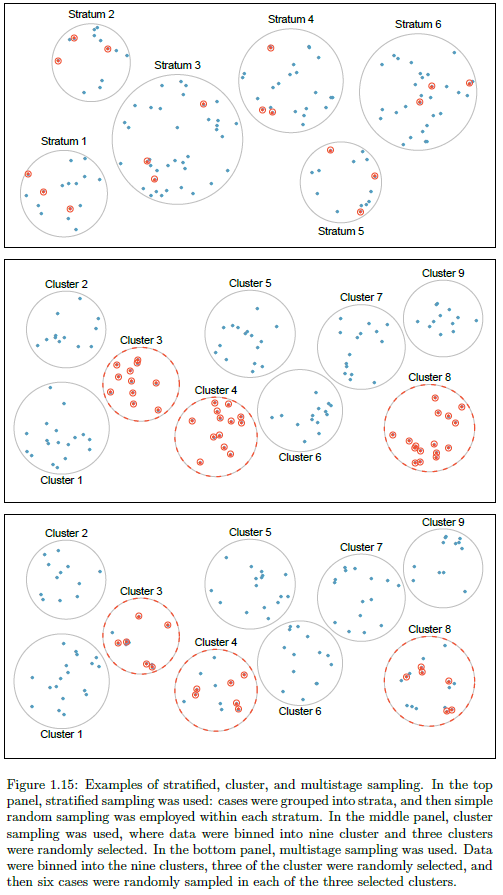 Stratum 2
Stratum 4
Stratum 6
Stratum 3
Stratum 1
Stratum 5
Cluster 9
Cluster 2
Cluster 5
Cluster 7
Cluster 3
Cluster 8
Cluster 4
Cluster 6
Cluster 1
Cluster 9
Cluster 2
Cluster 5
Cluster 7
Cluster 3
Cluster 8
Cluster 4
Cluster 6
Cluster 1
Figure 1.15: Examples of stratified, cluster, and multistage sampling. In the top
panel, stratified sampling was used: cases were grouped into strata, and then simple
random sampling was employed within each stratum. In the middle panel, cluster
sampling was used, where data were binned into nine cluster and three clusters
were randomly selected. In the bottom panel, multistage sampling was used. Data
were binned into the nine clusters, three of the cluster were randomly selected, and
then six cases were randomly sampled in each of the three selected clusters.